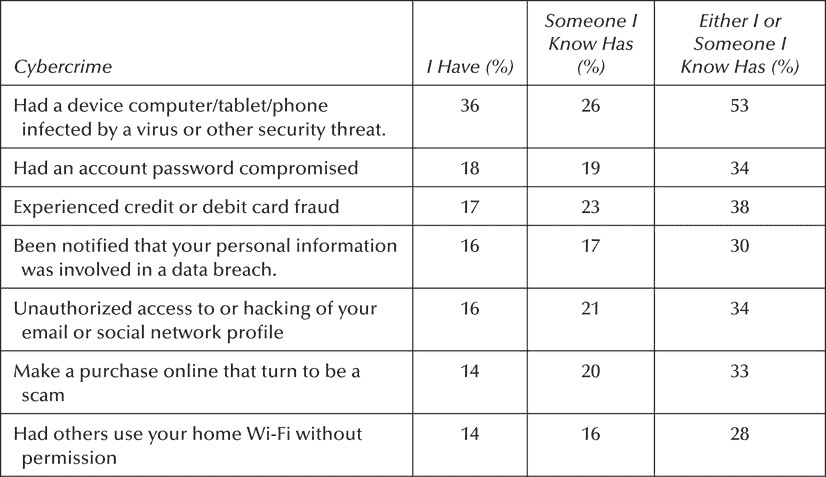 Cybercrime I Have (%) Someone I Know Has (%) Either I or Someone I Know Has (%)
Had a device computer/tablet/phone
infected by a virus or other security threat. 36 26 53
Had an account password compromised 18 19 34
Experienced credit or debit card fraud 17 23 38
Been notified that your personal information
was involved in a data breach. 16 17 30
Unauthorized access to or hacking of your
email or social network profile 16 21 34
Make a purchase online that turn to be a
scam 14 20 33
Had others use your home Wi-Fi without
permission 14 16 28